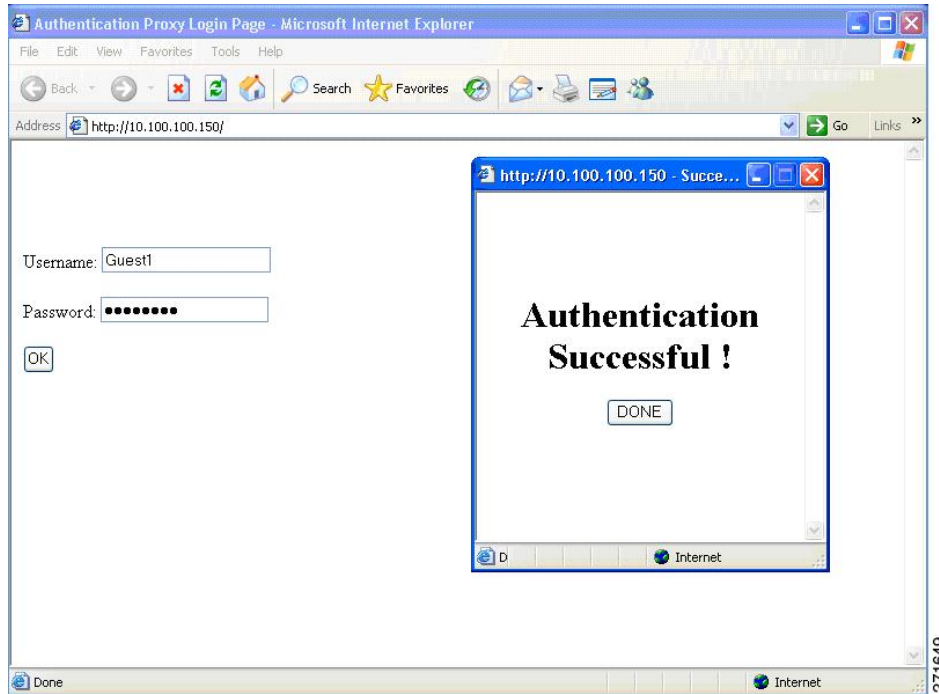 Authentication Proxy Login Page - Microsoft Internet Explorer
File Edit View Favorites Tools Help
Back Search Favorites
Address http://10.100.100.150/ Go Links »
http://10.100.100.150 - Succe...
Username: Guest1
Password: ••••••••
OK
Authentication
Successful !
DONE
D Internet
Done Internet
271649